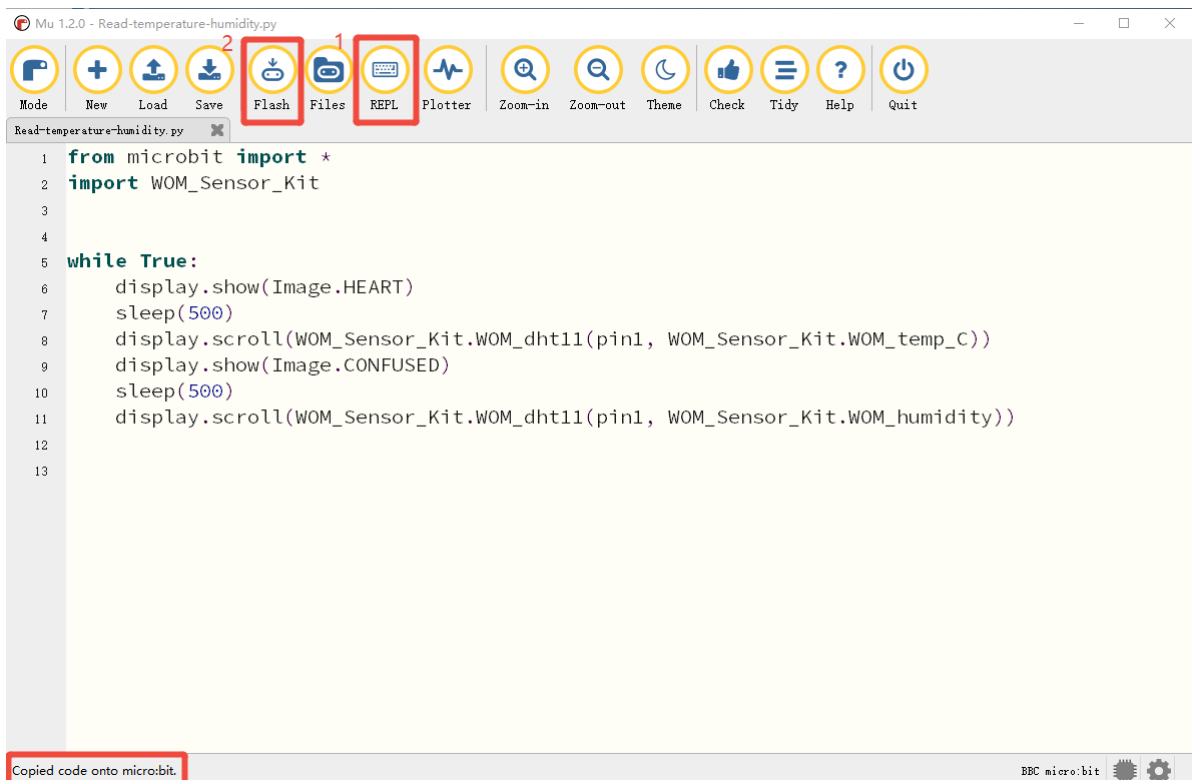 Mu 1.2.0 - Read-temperature-humidity.py
2 1
Mode New Load Save Flash Files REPL Plotter Zoom-in Zoom-out Theme Check Tidy Help Quit
Read-temperature-humidity.py
1 from microbit import *
2 import WOM_Sensor_Kit
3
4
5 while True:
6 display.show(Image.HEART)
7 sleep(500)
8 display.scroll(WOM_Sensor_Kit.WOM_dht11(pin1, WOM_Sensor_Kit.WOM_temp_C))
9 display.show(Image.CONFUSED)
10 sleep(500)
11 display.scroll(WOM_Sensor_Kit.WOM_dht11(pin1, WOM_Sensor_Kit.WOM_humidity))
12
13
Copied code onto micro:bit. BBC micro:bit